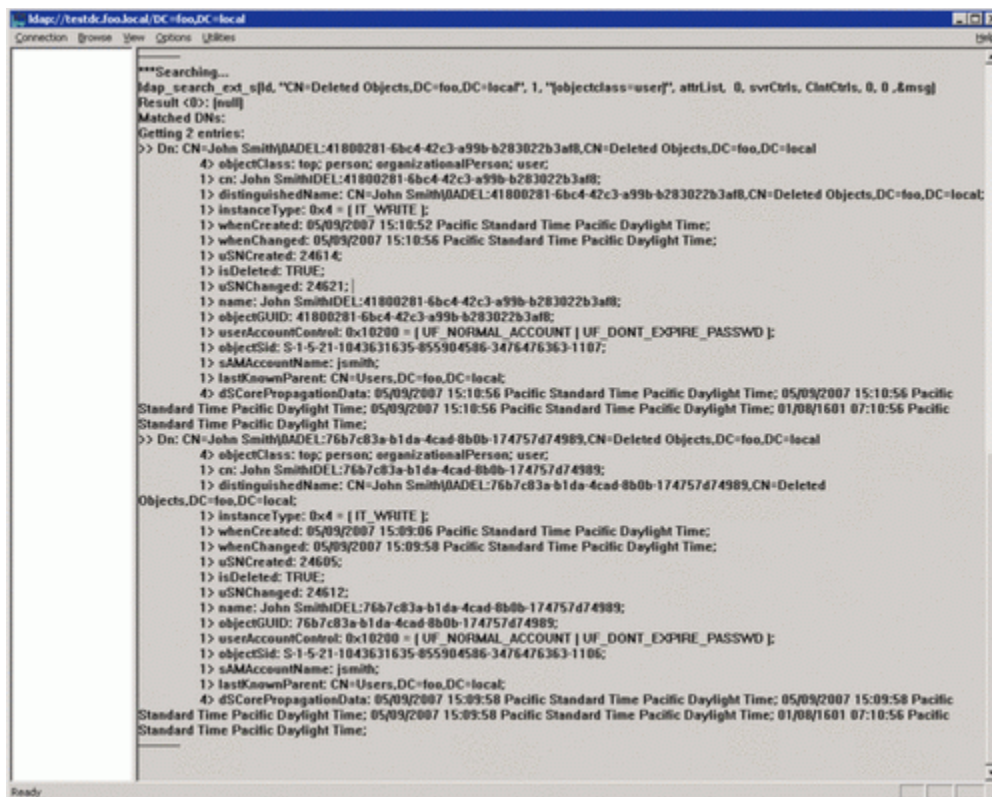 ldap://testdc.foo.local/DC=foo,DC=local
Connection Browse View Options Utilities Help
***Searching...
ldap_search_ext_s(ld, "CN=Deleted Objects,DC=foo,DC=local", 1, "(objectclass=user)", attrList, 0, svrCtrls, ClntCtrls, 0, 0 ,&msg)
Result <0>: (null)
Matched DNs:
Getting 2 entries:
>> Dn: CN=John Smith\0ADEL:41800281-6bc4-42c3-a99b-b283022b3af8,CN=Deleted Objects,DC=foo,DC=local
4> objectClass: top; person; organizationalPerson; user;
1> cn: John Smith|DEL:41800281-6bc4-42c3-a99b-b283022b3af8;
1> distinguishedName: CN=John Smith\0ADEL:41800281-6bc4-42c3-a99b-b283022b3af8,CN=Deleted Objects,DC=foo,DC=local;
1> instanceType: 0x4 = ( IT_WRITE );
1> whenCreated: 05/09/2007 15:10:52 Pacific Standard Time Pacific Daylight Time;
1> whenChanged: 05/09/2007 15:10:56 Pacific Standard Time Pacific Daylight Time;
1> uSNCreated: 24614;
1> isDeleted: TRUE;
1> uSNChanged: 24621;
1> name: John Smith|DEL:41800281-6bc4-42c3-a99b-b283022b3af8;
1> objectGUID: 41800281-6bc4-42c3-a99b-b283022b3af8;
1> userAccountControl: 0x10200 = ( UF_NORMAL_ACCOUNT | UF_DONT_EXPIRE_PASSWD );
1> objectSid: S-1-5-21-1043631635-855904586-3476476363-1107;
1> sAMAccountName: jsmith;
1> lastKnownParent: CN=Users,DC=foo,DC=local;
4> dSCorePropagationData: 05/09/2007 15:10:56 Pacific Standard Time Pacific Daylight Time; 05/09/2007 15:10:56 Pacific
Standard Time Pacific Daylight Time; 05/09/2007 15:10:56 Pacific Standard Time Pacific Daylight Time; 01/08/1601 07:10:56 Pacific
Standard Time Pacific Daylight Time;
>> Dn: CN=John Smith\0ADEL:76b7c83a-b1da-4cad-8b0b-174757d74989,CN=Deleted Objects,DC=foo,DC=local
4> objectClass: top; person; organizationalPerson; user;
1> cn: John Smith|DEL:76b7c83a-b1da-4cad-8b0b-174757d74989;
1> distinguishedName: CN=John Smith\0ADEL:76b7c83a-b1da-4cad-8b0b-174757d74989,CN=Deleted
Objects,DC=foo,DC=local;
1> instanceType: 0x4 = ( IT_WRITE );
1> whenCreated: 05/09/2007 15:09:06 Pacific Standard Time Pacific Daylight Time;
1> whenChanged: 05/09/2007 15:09:58 Pacific Standard Time Pacific Daylight Time;
1> uSNCreated: 24605;
1> isDeleted: TRUE;
1> uSNChanged: 24612;
1> name: John Smith|DEL:76b7c83a-b1da-4cad-8b0b-174757d74989;
1> objectGUID: 76b7c83a-b1da-4cad-8b0b-174757d74989;
1> userAccountControl: 0x10200 = ( UF_NORMAL_ACCOUNT | UF_DONT_EXPIRE_PASSWD );
1> objectSid: S-1-5-21-1043631635-855904586-3476476363-1106;
1> sAMAccountName: jsmith;
1> lastKnownParent: CN=Users,DC=foo,DC=local;
4> dSCorePropagationData: 05/09/2007 15:09:58 Pacific Standard Time Pacific Daylight Time; 05/09/2007 15:09:58 Pacific
Standard Time Pacific Daylight Time; 05/09/2007 15:09:58 Pacific Standard Time Pacific Daylight Time; 01/08/1601 07:10:56 Pacific
Standard Time Pacific Daylight Time;
Ready